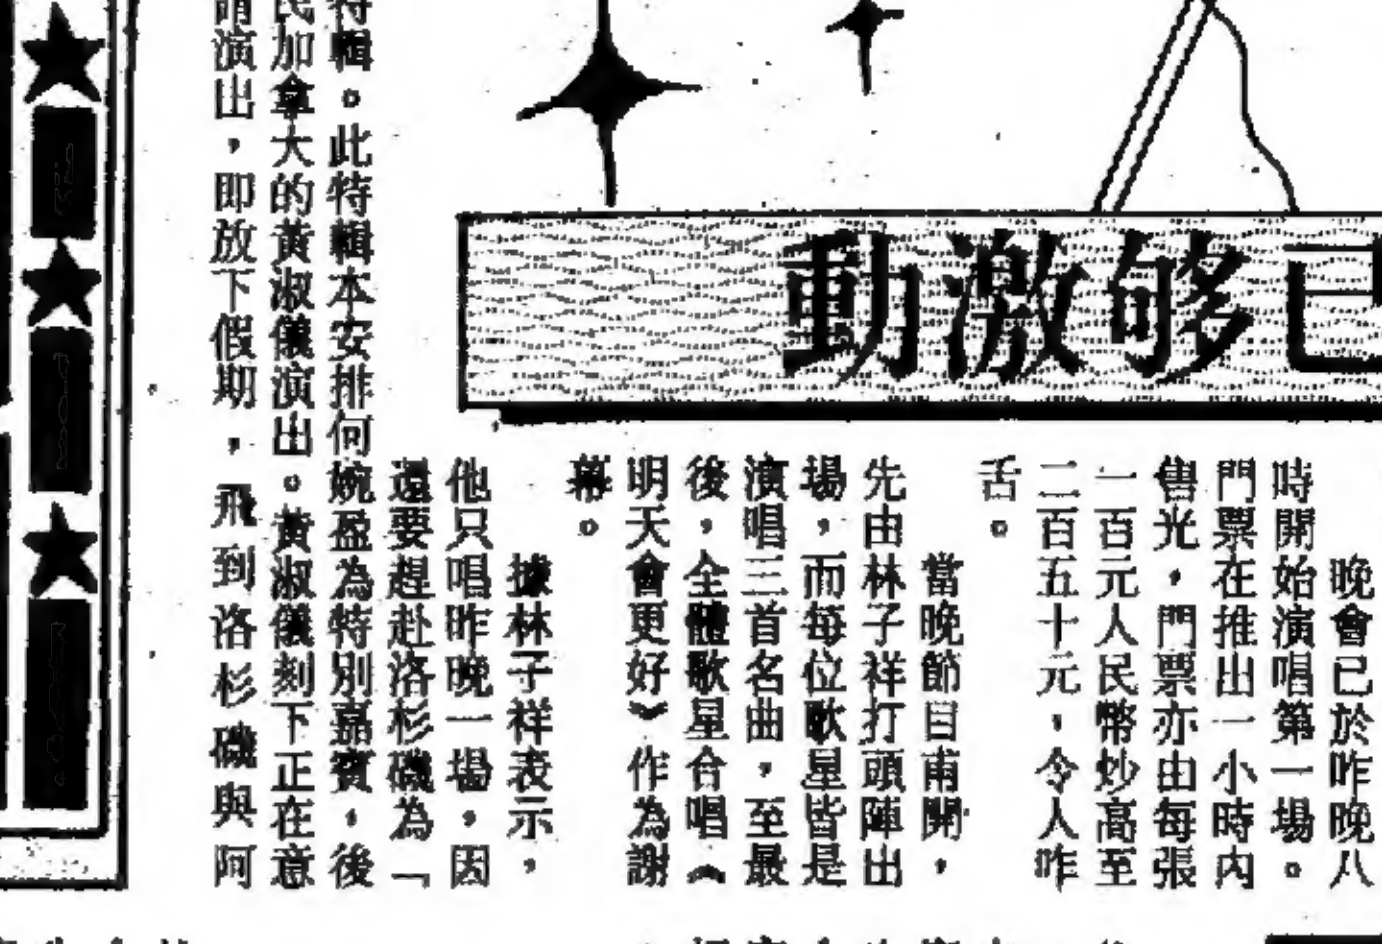 動激够已
晚會已於昨晚八
時開始演唱第一場。
門票在推出一小時內
售光，門票亦由每張
一百元人民幣炒高至
二百五十元，令人咋
舌。
當晚節目甫開，
先由林子祥打頭陣出
場，而每位歌星皆是
演唱三首名曲，至最
後，全體歌星合唱《
明天會更好》作為謝
幕。
據林子祥表示，
他只唱昨晚一場，因
還要趕赴洛杉磯為「
特輯。此特輯本安排何婉盈為特別嘉賓，後
民加拿大的黃淑儀演出。黃淑儀刻下正在意
請演出，即放下假期，飛到洛杉磯與阿